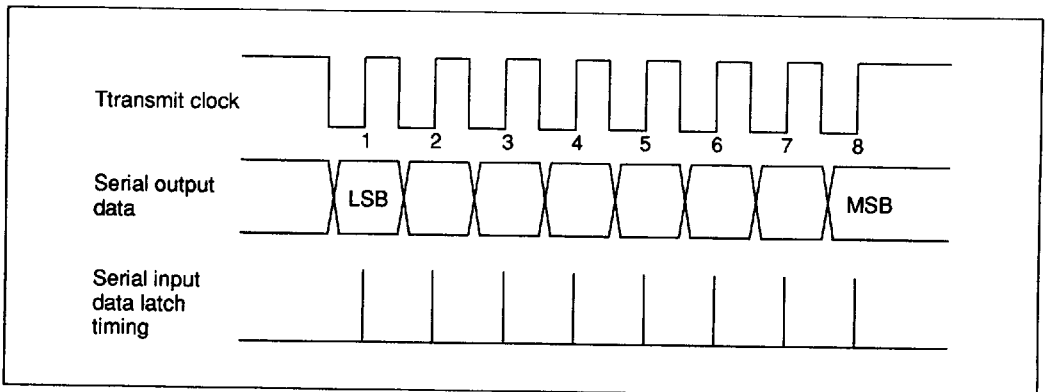 Ttransmit clock
1 2 3 4 5 6 7 8
Serial output
data
LSB MSB
Serial input
data latch
timing